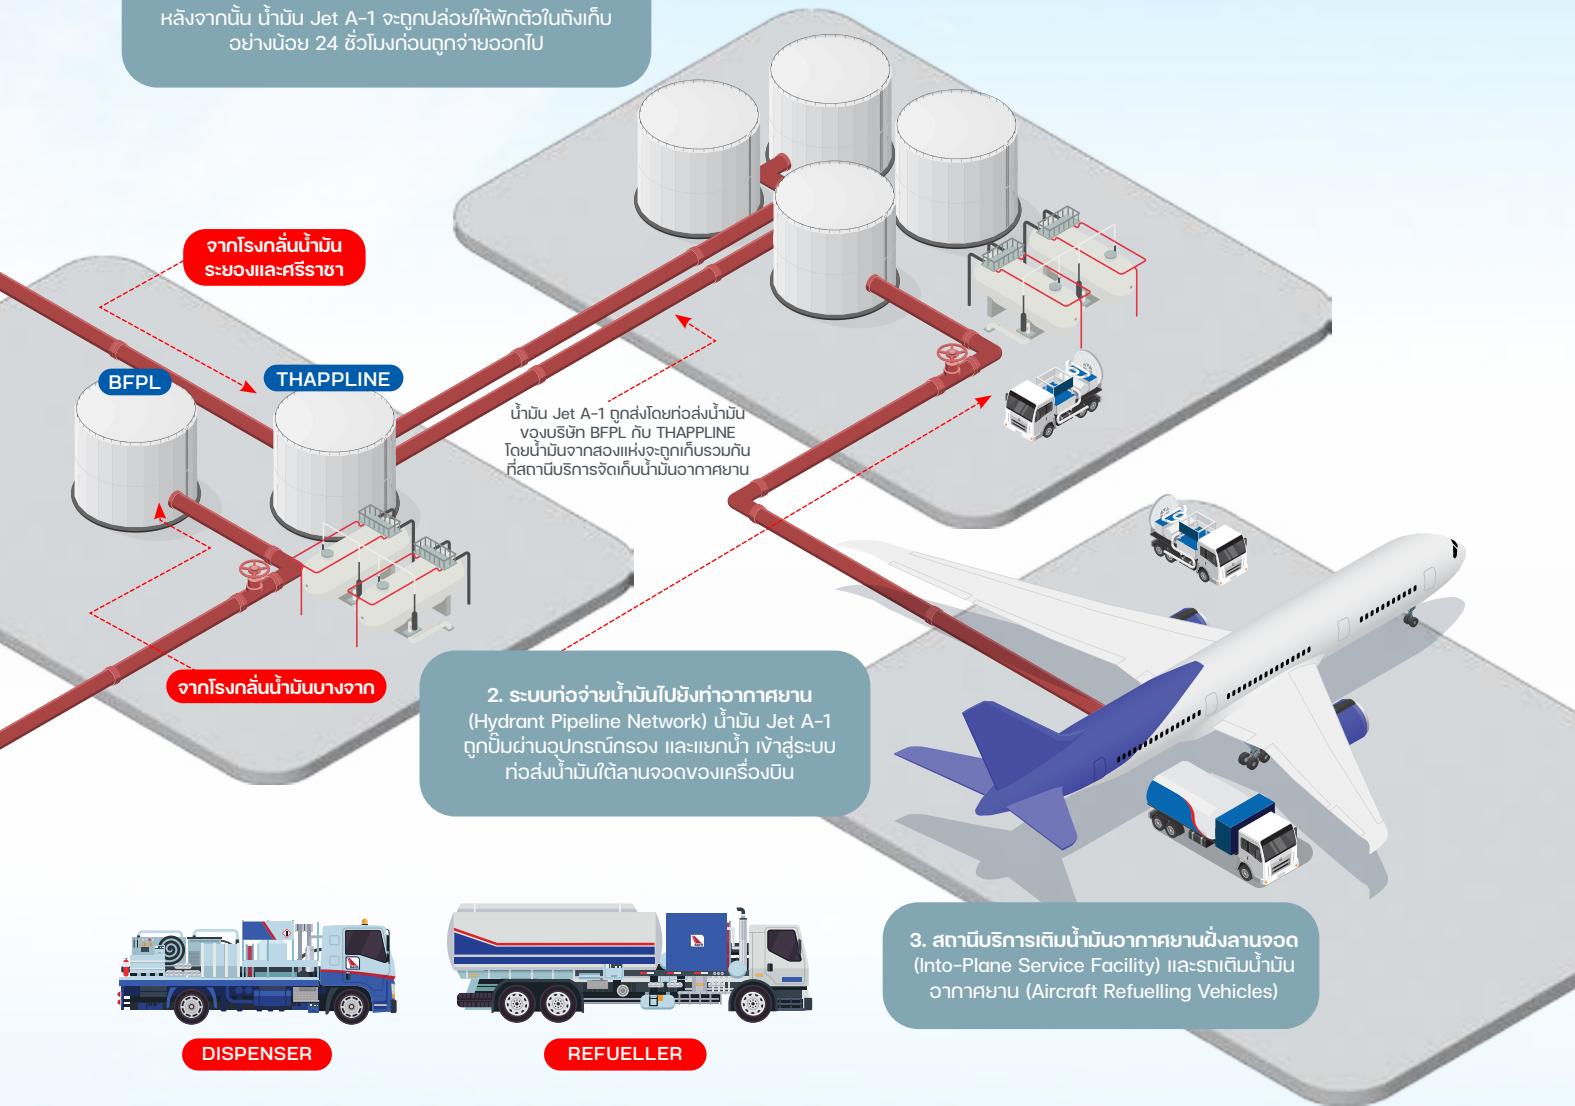 หลังจากนั้น น้ำมัน Jet A-1 จะถูกปล่อยให้พักตัวในถังเก็บ
อย่างน้อย 24 ชั่วโมงก่อนถูกจ่ายออกไป
จากโรงกลั่นน้ำมัน
ระยองและศรีราชา
BFPL
THAPPLINE
น้ำมัน Jet A-1 ถูกส่งโดยท่อส่งน้ำมัน
ของบริษัท BFPL กับ THAPPLINE
โดยน้ำมันจากสองแห่งจะถูกเก็บรวมกัน
ที่สถานีบริการจัดเก็บน้ำมันอากาศยาน
จากโรงกลั่นน้ำมันบางจาก
2. ระบบท่อจ่ายน้ำมันไปยังท่าอากาศยาน
(Hydrant Pipeline Network) น้ำมัน Jet A-1
ถูกปั๊มผ่านอุปกรณ์กรอง และแยกน้ำ เข้าสู่ระบบ
ท่อส่งน้ำมันใต้ลานจอดของเครื่องบิน
3. สถานีบริการเติมน้ำมันอากาศยานฝั่งลานจอด
(Into-Plane Service Facility) และรถเติมน้ำมัน
อากาศยาน (Aircraft Refuelling Vehicles)
DISPENSER
REFUELLER